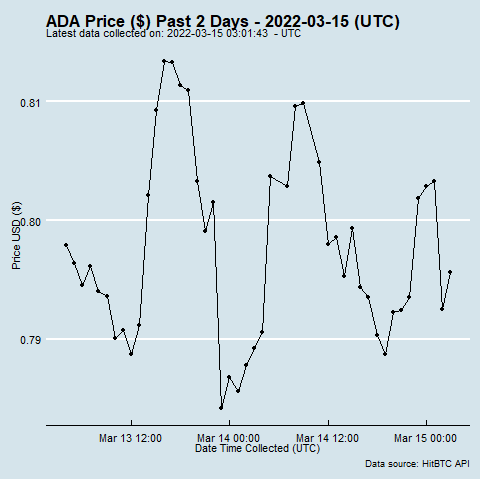 ADA Price ($) Past 2 Days - 2022-03-15 (UTC)
Latest data collected on: 2022-03-15 03:01:43 - UTC
0.81
0.80
0.79
Price USD ($)
Mar 13 12:00 Mar 14 00:00 Mar 14 12:00 Mar 15 00:00
Date Time Collected (UTC)
Data source: HitBTC API